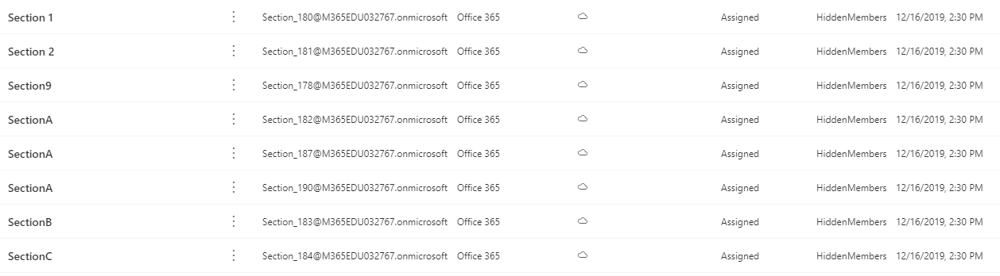 Section 1 Section_180@M365EDU032767.onmicrosoft Office 365 Assigned HiddenMembers 12/16/2019, 2:30 PM
Section 2 Section_181@M365EDU032767.onmicrosoft Office 365 Assigned HiddenMembers 12/16/2019, 2:30 PM
Section9 Section_178@M365EDU032767.onmicrosoft Office 365 Assigned HiddenMembers 12/16/2019, 2:30 PM
SectionA Section_182@M365EDU032767.onmicrosoft Office 365 Assigned HiddenMembers 12/16/2019, 2:30 PM
SectionA Section_187@M365EDU032767.onmicrosoft Office 365 Assigned HiddenMembers 12/16/2019, 2:30 PM
SectionA Section_190@M365EDU032767.onmicrosoft Office 365 Assigned HiddenMembers 12/16/2019, 2:30 PM
SectionB Section_183@M365EDU032767.onmicrosoft Office 365 Assigned HiddenMembers 12/16/2019, 2:30 PM
SectionC Section_184@M365EDU032767.onmicrosoft Office 365 Assigned HiddenMembers 12/16/2019, 2:30 PM